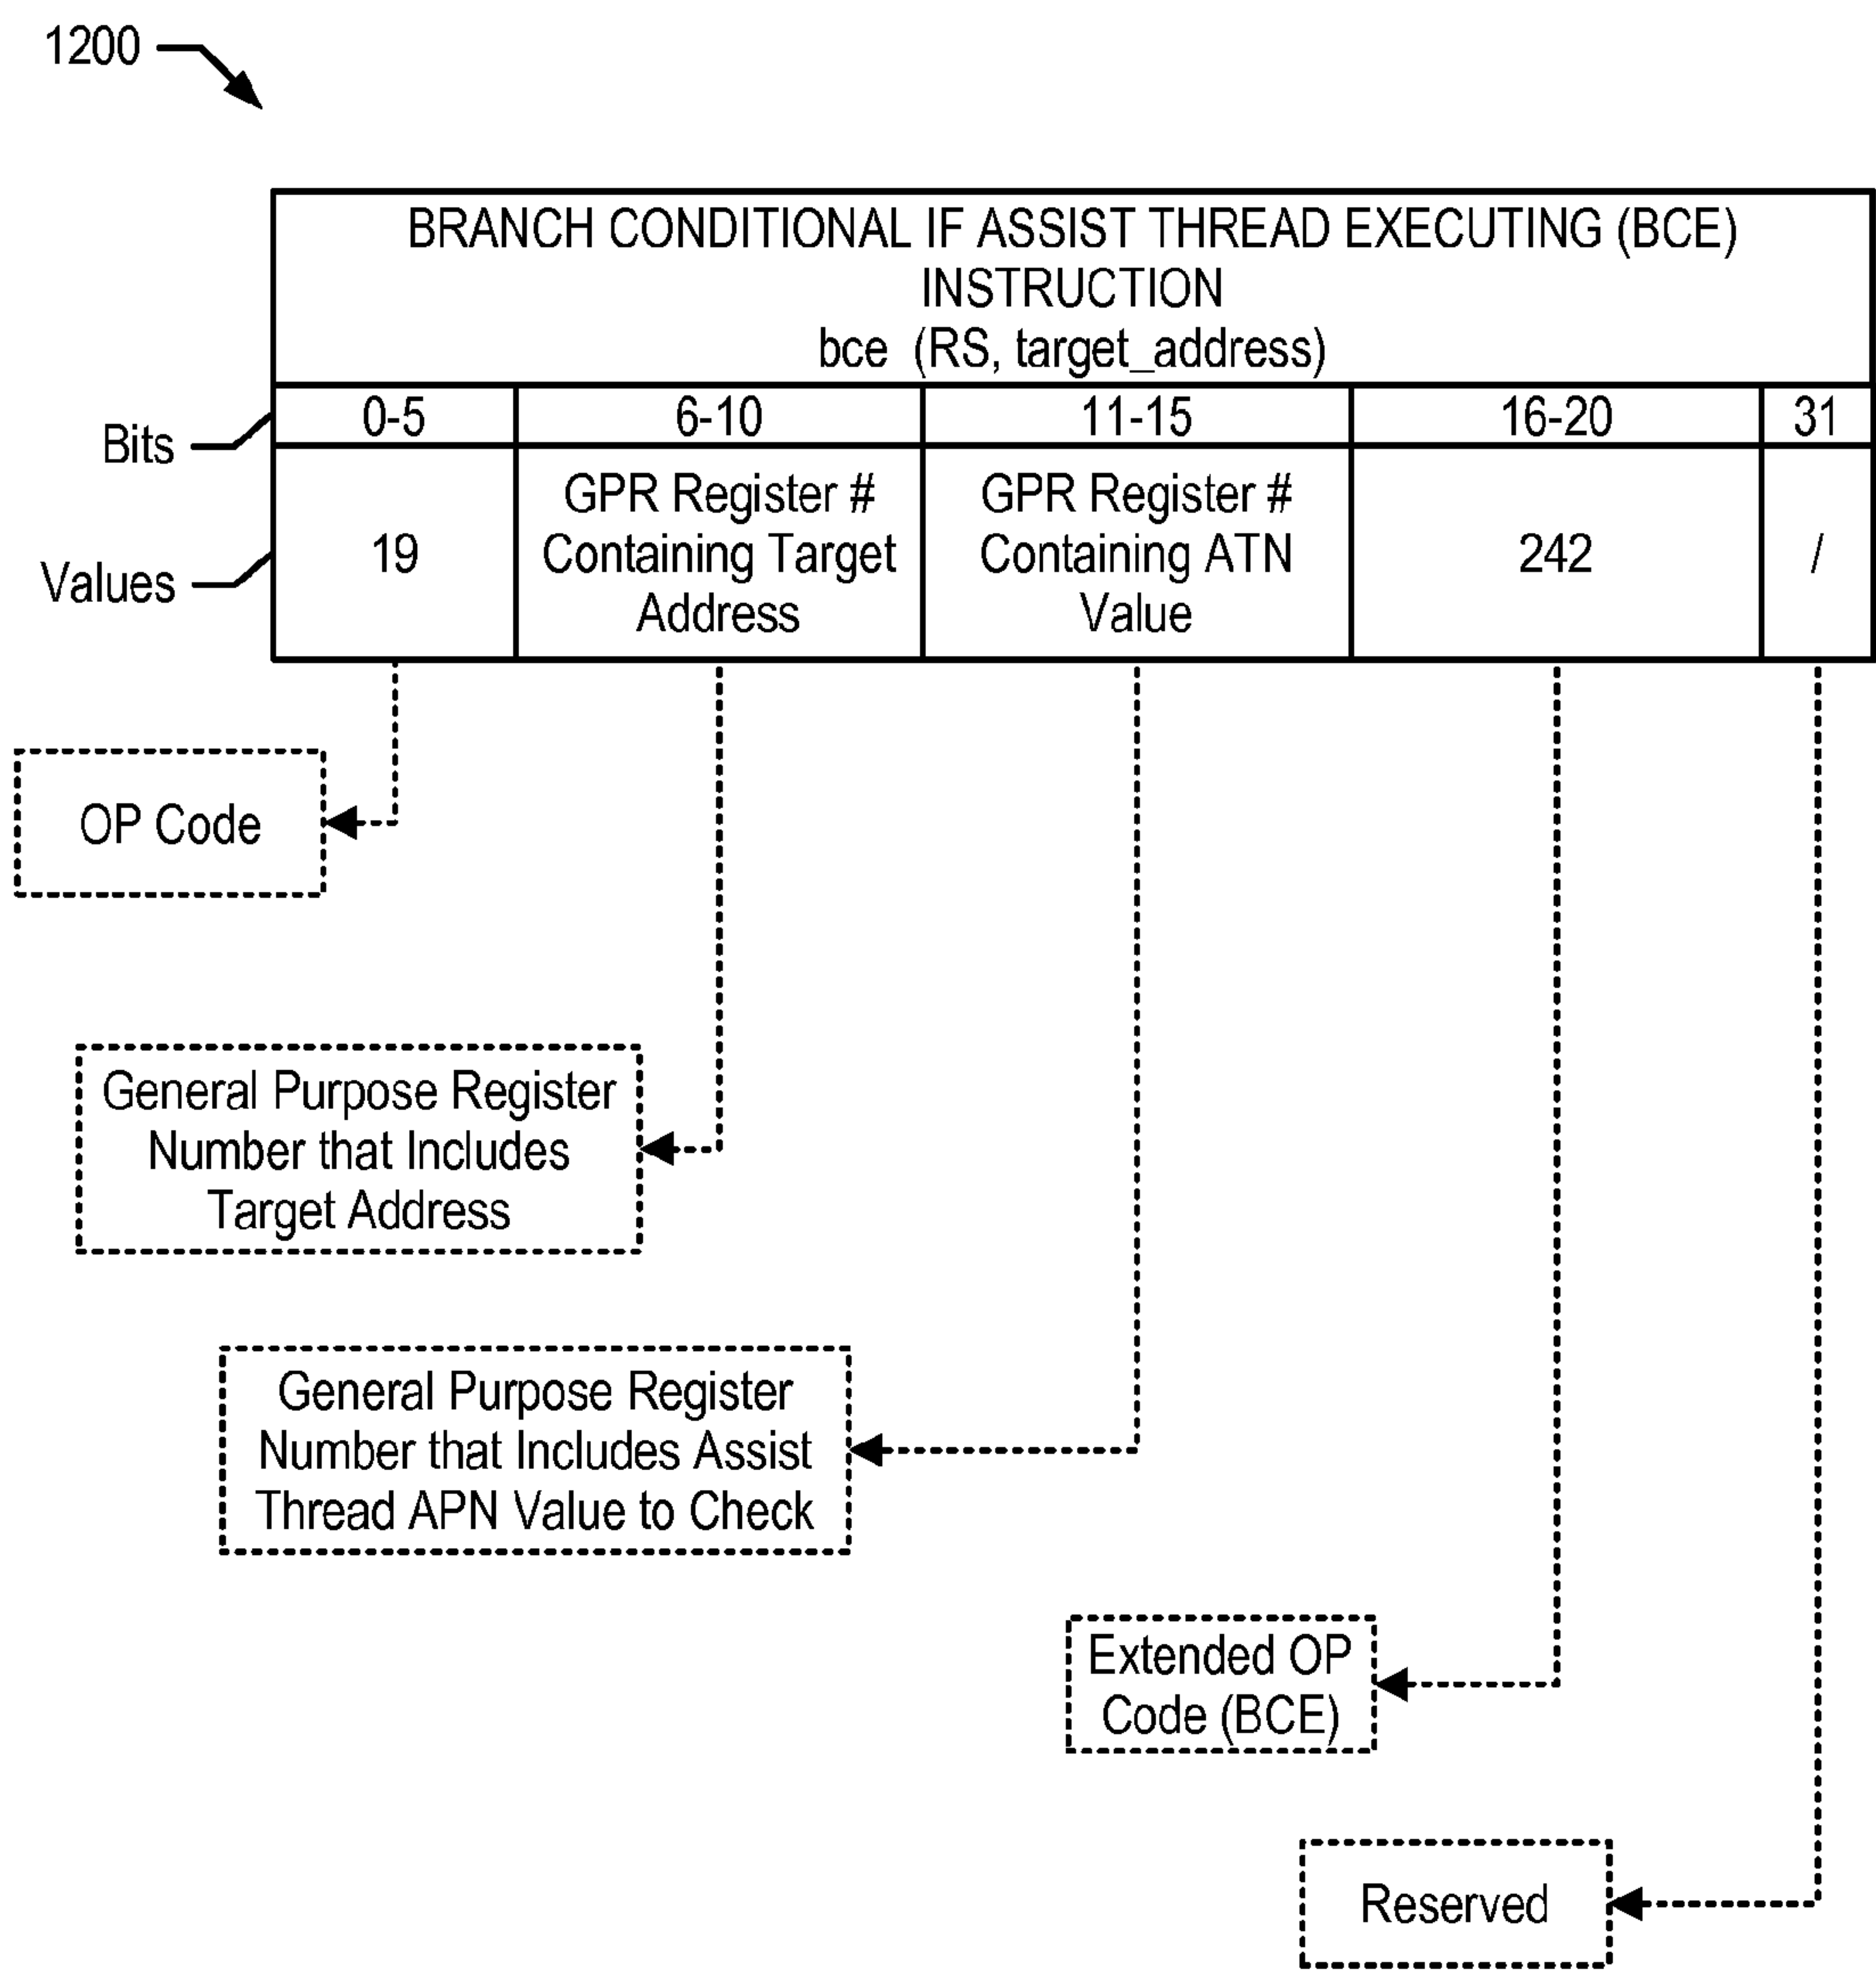 1200
BRANCH CONDITIONAL IF ASSIST THREAD EXECUTING (BCE)
INSTRUCTION
bce (RS, target_address)
Bits
0-5
6-10
11-15
16-20
31
Values
19
GPR Register #
Containing Target
Address
GPR Register #
Containing ATN
Value
242
/
OP Code
General Purpose Register
Number that Includes
Target Address
General Purpose Register
Number that Includes Assist
Thread APN Value to Check
Extended OP
Code (BCE)
Reserved